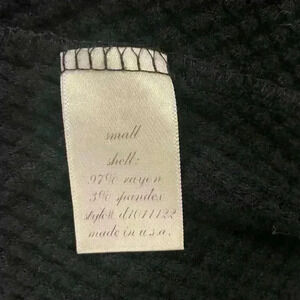 small
shell:
97% rayon
3% spandex
style# d1011122
made in u.s.a.